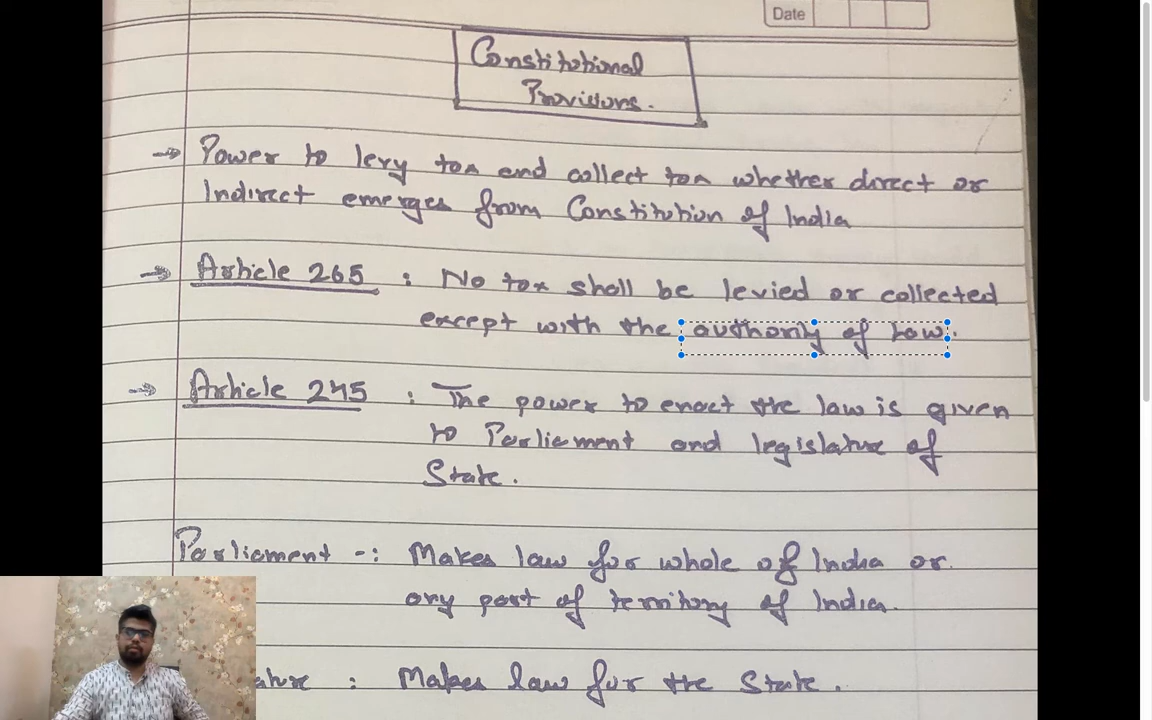 Date
Constitutional
Provisions.
→ Power to levy tax and collect tax whether direct or
Indirect emerges from Constitution of India
→ Article 265 : No tax shall be levied or collected
except with the authority of Law.
→ Article 245 : The power to enact the law is given
to Parliament and legislature of
State.
Parliament -: Makes law for whole of India or
any part of territory of India.
ature : Makes law for the State.